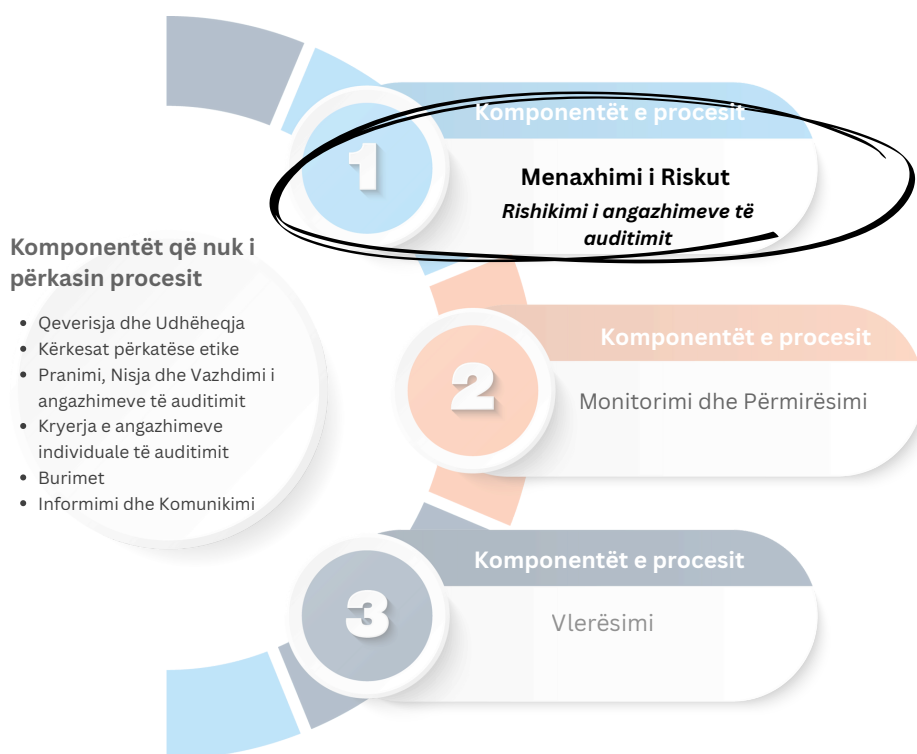 Komponentët që nuk i
përkasin procesit
• Qeverisja dhe Udhëheqja
• Kërkesat përkatëse etike
• Pranimi, Nisja dhe Vazhdimi i
angazhimeve të auditimit
• Kryerja e angazhimeve
individuale të auditimit
• Burimet
• Informimi dhe Komunikimi
1
Komponentët e procesit
Menaxhimi i Riskut
Rishikimi i angazhimeve të
auditimit
2
Komponentët e procesit
Monitorimi dhe Përmirësimi
3
Komponentët e procesit
Vlerësimi